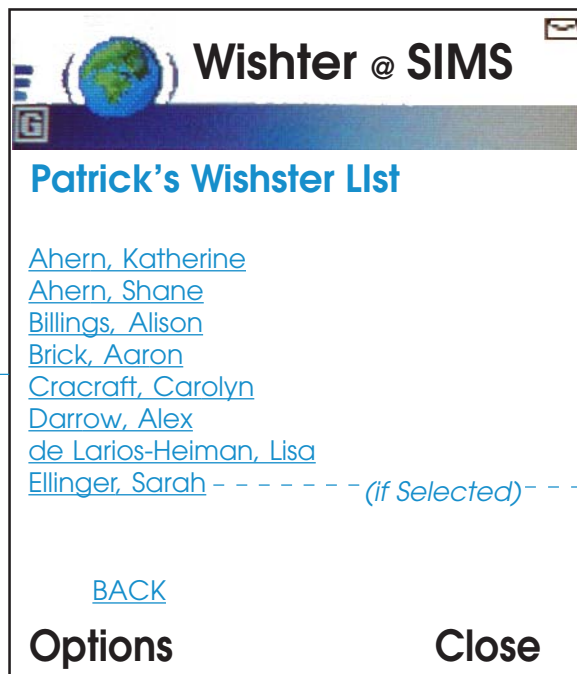 Wishter @ SIMS
G
Patrick's Wishster LIst
Ahern, Katherine
Ahern, Shane
Billings, Alison
Brick, Aaron
Cracraft, Carolyn
Darrow, Alex
de Larios-Heiman, Lisa
Ellinger, Sarah
(if Selected)
BACK
Options Close